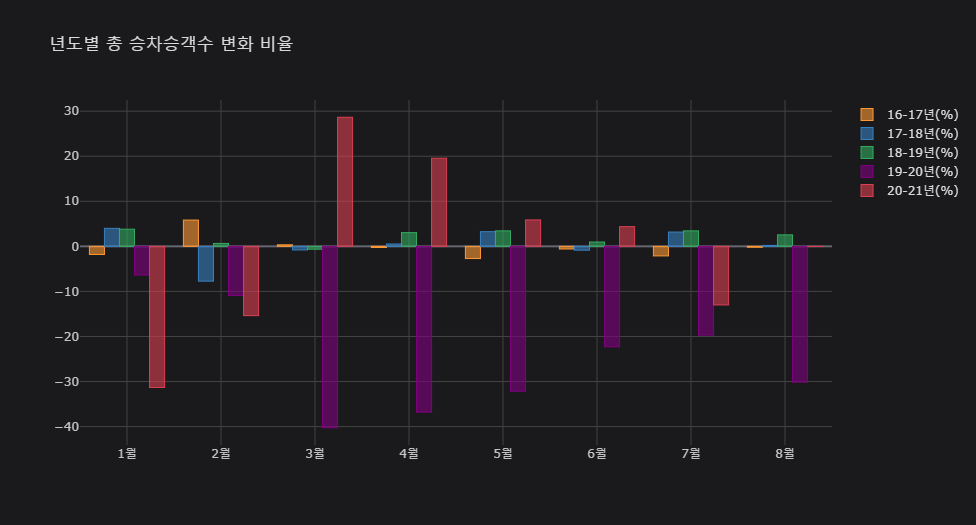 년도별 총 승차승객수 변화 비율
30
20
10
0
−10
−20
−30
−40
1월
2월
3월
4월
5월
6월
7월
8월
16-17년(%)
17-18년(%)
18-19년(%)
19-20년(%)
20-21년(%)